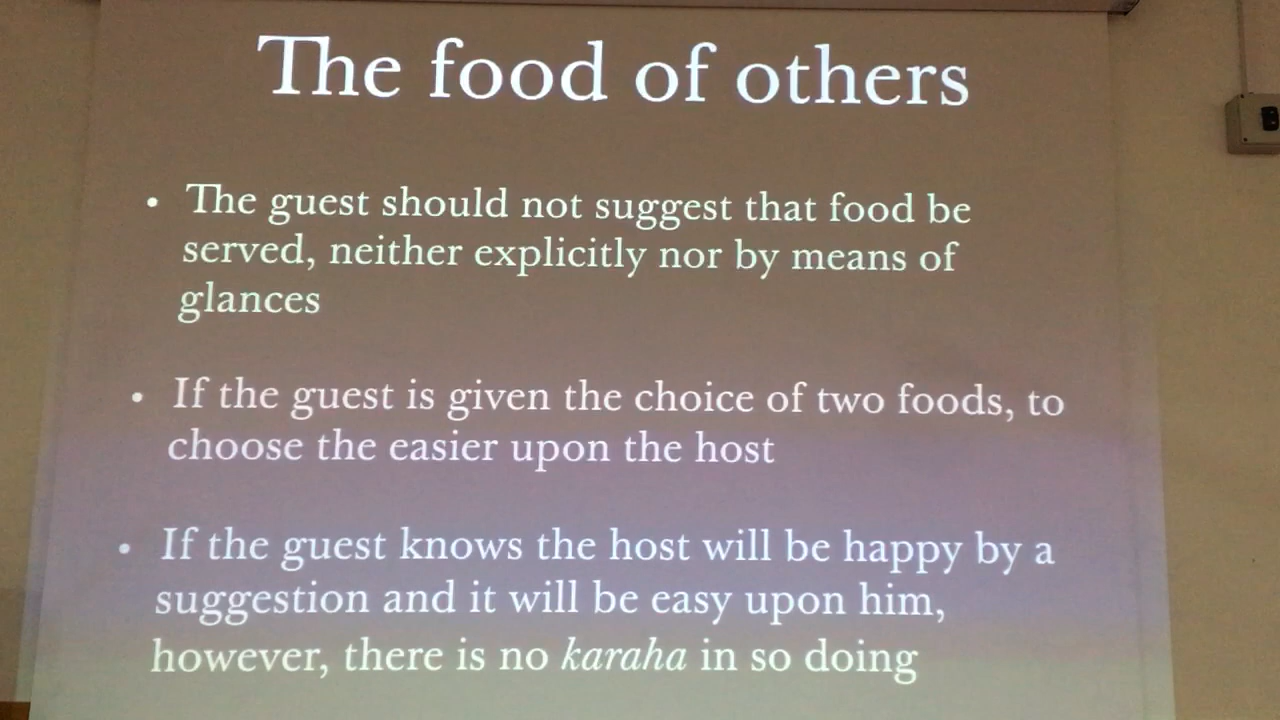 The food of others
• The guest should not suggest that food be
served, neither explicitly nor by means of
glances
• If the guest is given the choice of two foods, to
choose the easier upon the host
• If the guest knows the host will be happy by a
suggestion and it will be easy upon him,
however, there is no karaha in so doing